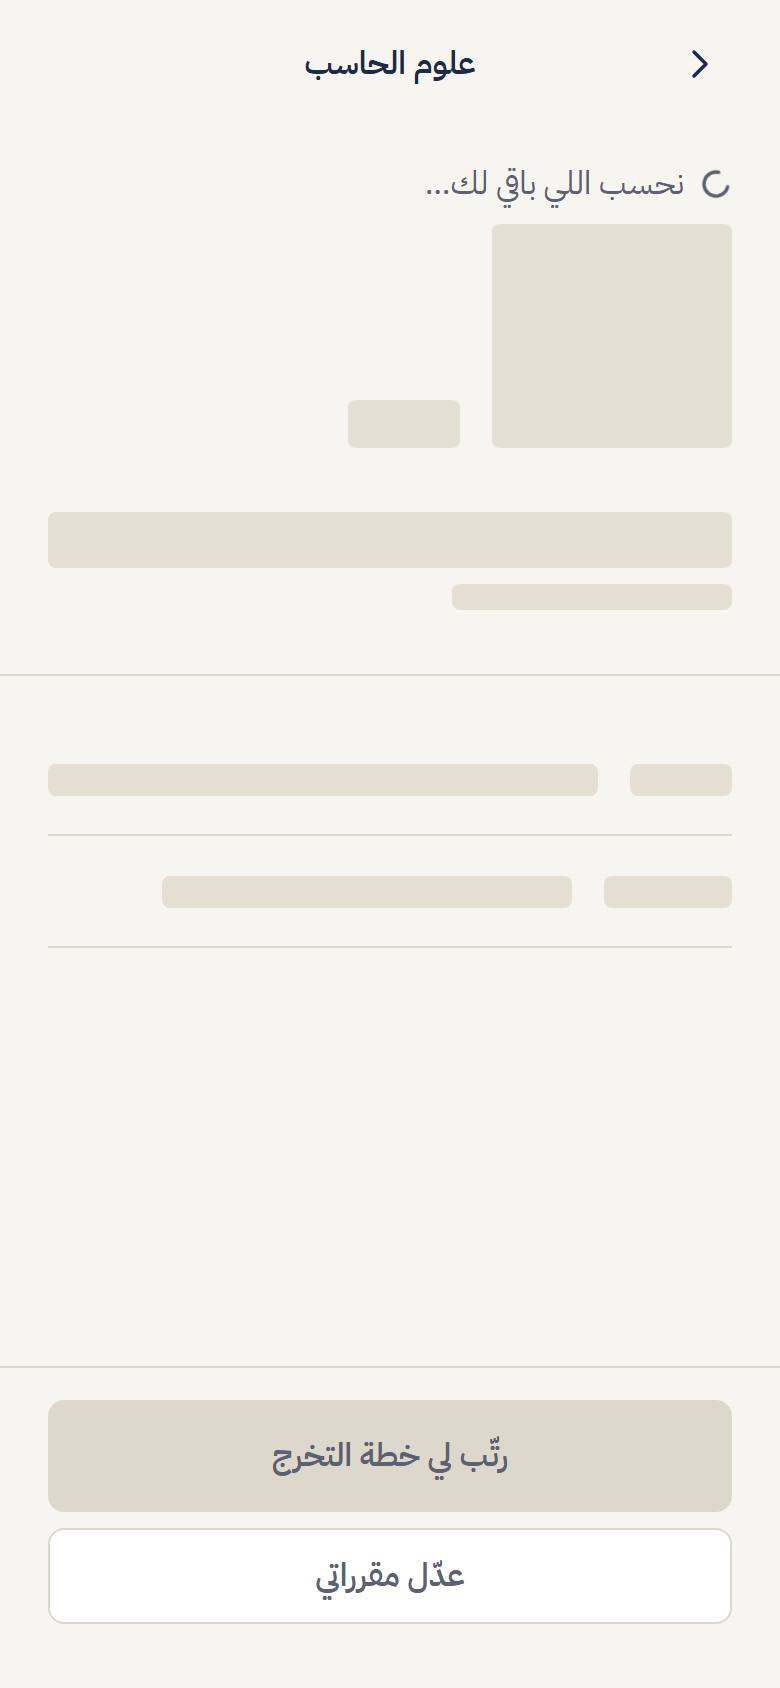 علوم الحاسب
نحسب اللي باقي لك...
رتّب لي خطة التخرج
عدّل مقرراتي